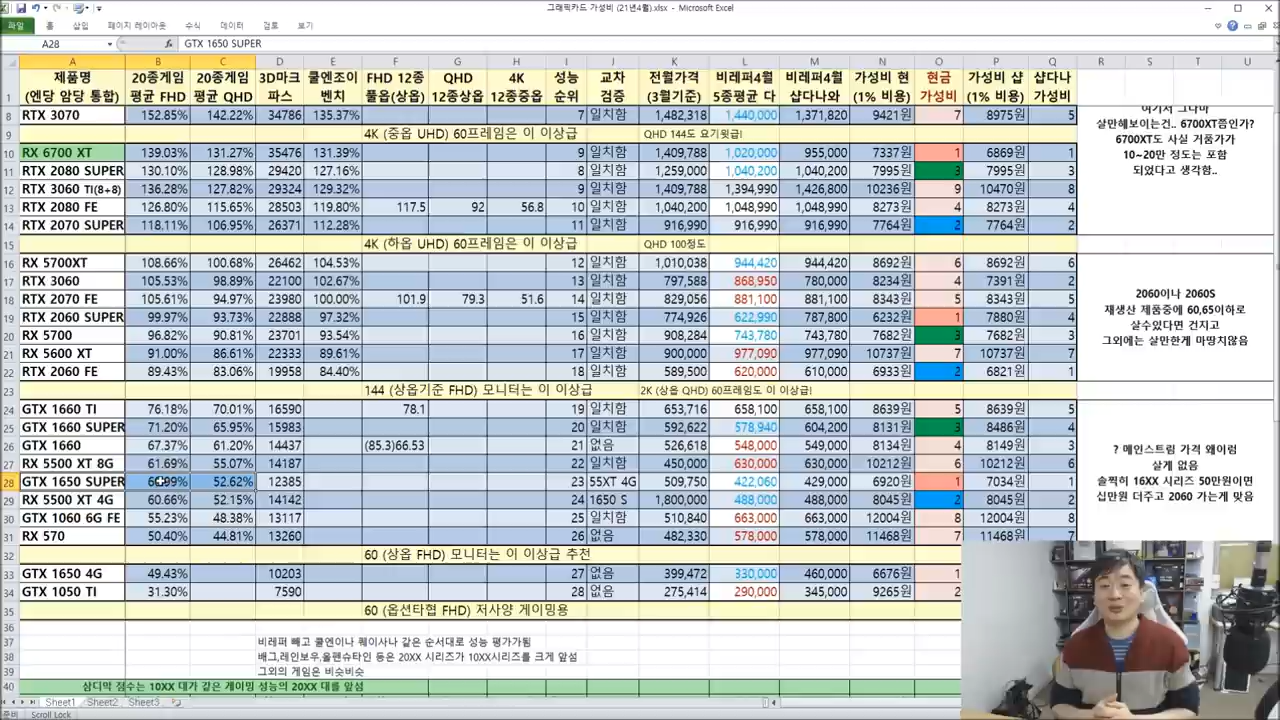 그래픽카드 가성비 (21년4월).xlsx - Microsoft Excel
파일 홈 삽입 페이지 레이아웃 수식 데이터 검토 보기
A28 fx GTX 1650 SUPER
A B C D E F G H I J K L M N O P Q R S T U
1 제품명 (엔당 암당 통합) 20종게임 평균 FHD 20종게임 평균 QHD 3D마크 파스 쿨엔조이 벤치 FHD 12종 풀옵(상옵) QHD 12종상옵 4K 12종중옵 성능 순위 교차 검증 전월가격 (3월기준) 비레퍼4월 5종평균 다 비레퍼4월 샵다나와 가성비 현 (1% 비용) 현금 가성비 가성비 샵 (1% 비용) 샵다나 가성비
8 RTX 3070 152.85% 142.22% 34786 135.37% 7 일치함 1,482,318 1,440,000 1,371,820 9421원 7 8975원 5
9 4K (중옵 UHD) 60프레임은 이 이상급 QHD 144도 요기윗급!
10 RX 6700 XT 139.03% 131.27% 35476 131.39% 9 일치함 1,409,788 1,020,000 955,000 7337원 1 6869원 1
11 RTX 2080 SUPER 130.10% 128.98% 29420 127.16% 8 일치함 1,259,000 1,040,200 1,040,200 7995원 3 7995원 3
12 RTX 3060 TI(8+8) 136.28% 127.82% 29324 129.32% 9 일치함 1,409,788 1,394,990 1,426,800 10236원 9 10470원 8
13 RTX 2080 FE 126.80% 115.65% 28503 119.80% 117.5 92 56.8 10 일치함 1,040,200 1,048,990 1,048,990 8273원 4 8273원 4
14 RTX 2070 SUPER 118.11% 106.95% 26371 112.28% 11 일치함 916,990 916,990 916,990 7764원 2 7764원 2
15 4K (하옵 UHD) 60프레임은 이 이상급 QHD 100정도
16 RX 5700XT 108.66% 100.68% 26462 104.53% 12 일치함 1,010,038 944,420 944,420 8692원 6 8692원 6
17 RTX 3060 105.53% 98.89% 22100 102.67% 13 일치함 797,588 868,950 780,000 8234원 4 7391원 2
18 RTX 2070 FE 105.61% 94.97% 23980 100.00% 101.9 79.3 51.6 14 일치함 829,056 881,100 881,100 8343원 5 8343원 5
19 RTX 2060 SUPER 99.97% 93.73% 22888 97.32% 15 일치함 774,926 622,990 787,800 6232원 1 7880원 4
20 RX 5700 96.82% 90.81% 23701 93.54% 16 일치함 908,284 743,780 743,780 7682원 3 7682원 3
21 RX 5600 XT 91.00% 86.61% 22333 89.61% 17 일치함 900,000 977,090 977,090 10737원 7 10737원 7
22 RTX 2060 FE 89.43% 83.06% 19958 84.40% 18 일치함 589,500 620,000 610,000 6933원 2 6821원 1
23 144 (상옵기준 FHD) 모니터는 이 이상급 2K (상옵 QHD) 60프레임도 이 이상급!
24 GTX 1660 TI 76.18% 70.01% 16590 78.1 19 일치함 653,716 658,100 658,100 8639원 5 8639원 5
25 GTX 1660 SUPER 71.20% 65.95% 15983 20 일치함 592,622 578,940 604,200 8131원 3 8486원 4
26 GTX 1660 67.37% 61.20% 14437 (85.3)66.53 21 없음 526,618 548,000 549,000 8134원 4 8149원 3
27 RX 5500 XT 8G 61.69% 55.07% 14187 22 일치함 450,000 630,000 630,000 10212원 6 10212원 6
28 GTX 1650 SUPER 52.62% 12385 23 55XT 4G 509,750 422,060 429,000 6920원 1 7034원 1
29 RX 5500 XT 4G 60.66% 52.15% 14142 24 1650 S 1,800,000 488,000 488,000 8045원 2 8045원 2
30 GTX 1060 6G FE 55.23% 48.38% 13117 25 일치함 510,840 663,000 663,000 12004원 8 12004원 8
31 RX 570 50.40% 44.81% 13260 26 없음 482,330 578,000 578,000 11468원 7 11468원 7
32 60 (상옵 FHD) 모니터는 이 이상급 추천
33 GTX 1650 4G 49.43% 10203 27 없음 399,472 330,000 460,000 6676원 1
34 GTX 1050 TI 31.30% 7590 28 없음 275,414 290,000 345,000 9265원 2
35 60 (옵션타협 FHD) 저사양 게이밍용
36
37 비레퍼 빼고 쿨엔이나 퀘이사나 같은 순서대로 성능 평가가됨
38 배그,레인보우,울펜슈타인 등은 20XX 시리즈가 10XX시리즈를 크게 앞섬
39 그외의 게임은 비슷비슷
40 삼디막 점수는 10XX 대가 같은 게이밍 성능의 20XX 대를 앞섬
여기서 그나마
살만해보이는건.. 6700XT쯤인가?
6700XT도 사실 거품가가
10~20만 정도는 포함
되었다고 생각함..
2060이나 2060S
재생산 제품중에 60,65이하로
살수있다면 건지고
그외에는 살만한게 마땅치않음
? 메인스트림 가격 왜이럼
살게 없음
솔찍히 16XX 시리즈 50만원이면
십만원 더주고 2060 가는게 맞음
Sheet1 Sheet2 Sheet3
준비 Scroll Lock